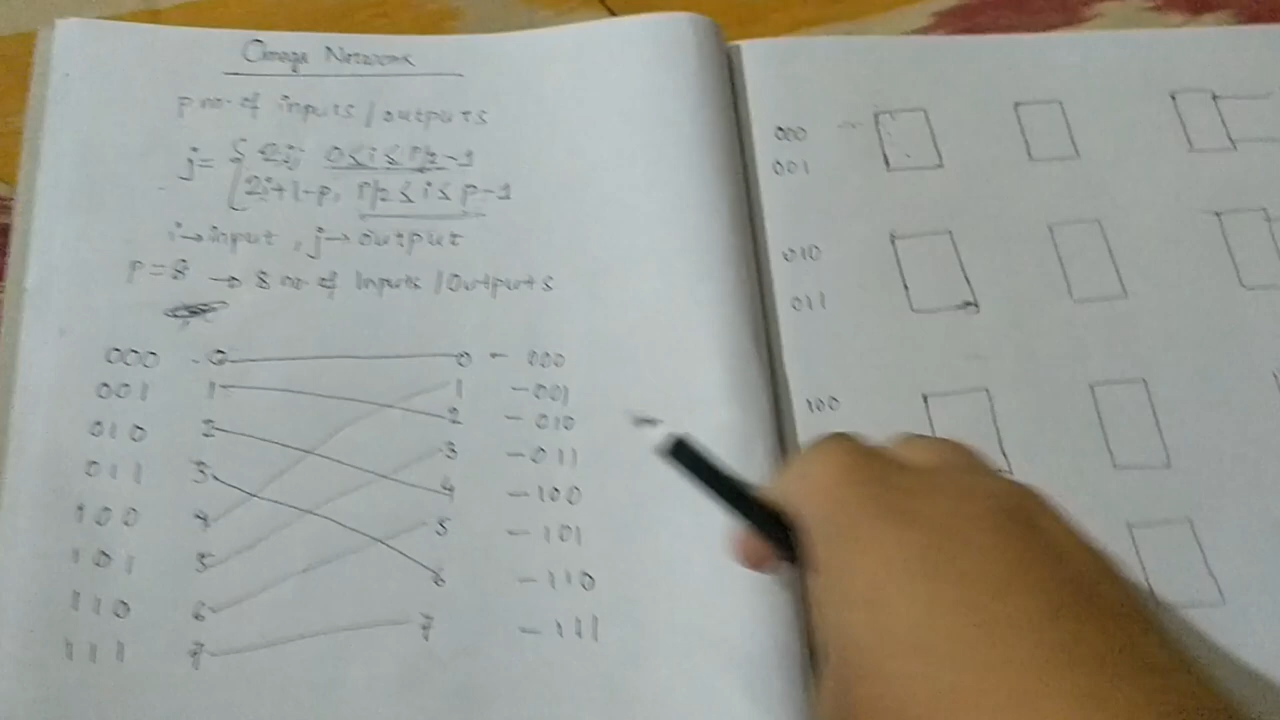 Omega Network
p no. of inputs / outputs
j= { 2i, 0≤i≤p/2-1
2i+1-p, p/2≤i≤p-1
i→input, j→output
p=8 → 8 no. of Inputs / Outputs
000 - 0 0 - 000
001 1 1 - 001
010 2 2 - 010
011 3 3 - 011
100 4 4 - 100
101 5 5 - 101
110 6 6 - 110
111 7 7 - 111
000
001
010
011
100